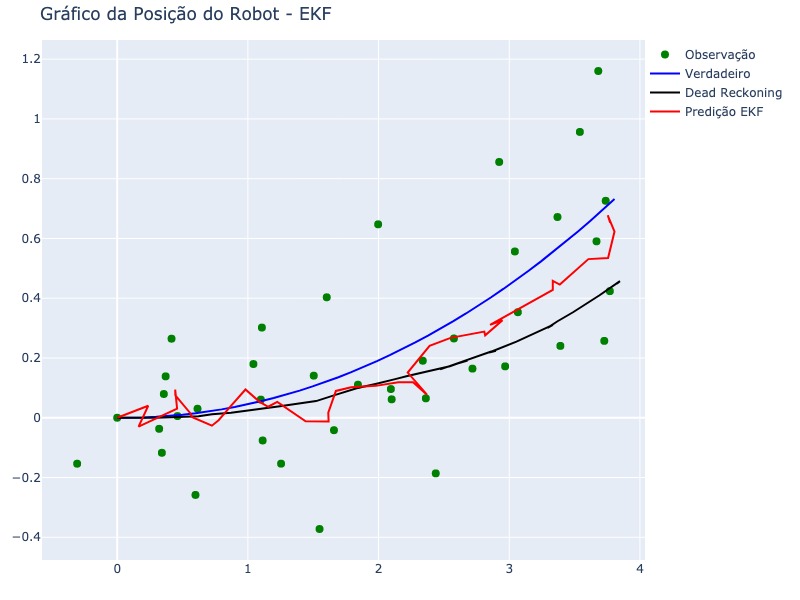 Gráfico da Posição do Robot - EKF
Observação
Verdadeiro
Dead Reckoning
Predição EKF
1.2
1
0.8
0.6
0.4
0.2
0
−0.2
−0.4
0 1 2 3 4